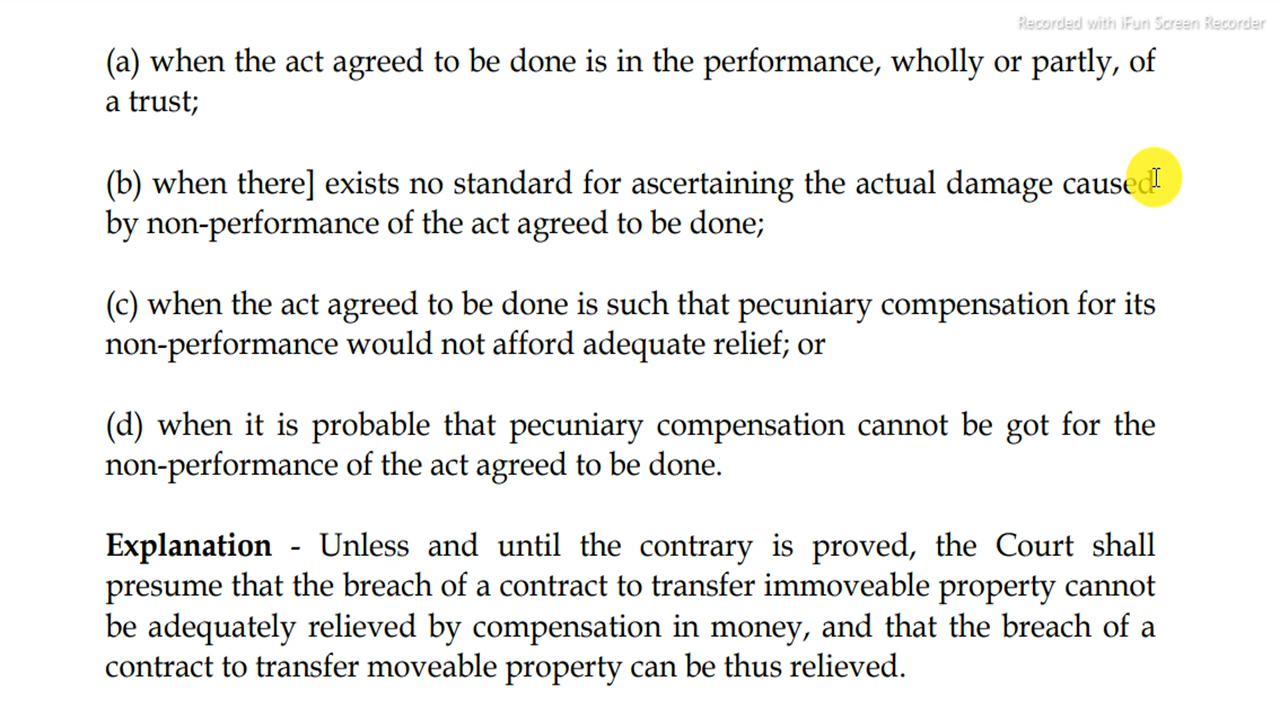 Recorded with iFun Screen Recorder
(a) when the act agreed to be done is in the performance, wholly or partly, of
a trust;
(b) when there] exists no standard for ascertaining the actual damage caused
by non-performance of the act agreed to be done;
(c) when the act agreed to be done is such that pecuniary compensation for its
non-performance would not afford adequate relief; or
(d) when it is probable that pecuniary compensation cannot be got for the
non-performance of the act agreed to be done.
Explanation - Unless and until the contrary is proved, the Court shall
presume that the breach of a contract to transfer immoveable property cannot
be adequately relieved by compensation in money, and that the breach of a
contract to transfer moveable property can be thus relieved.